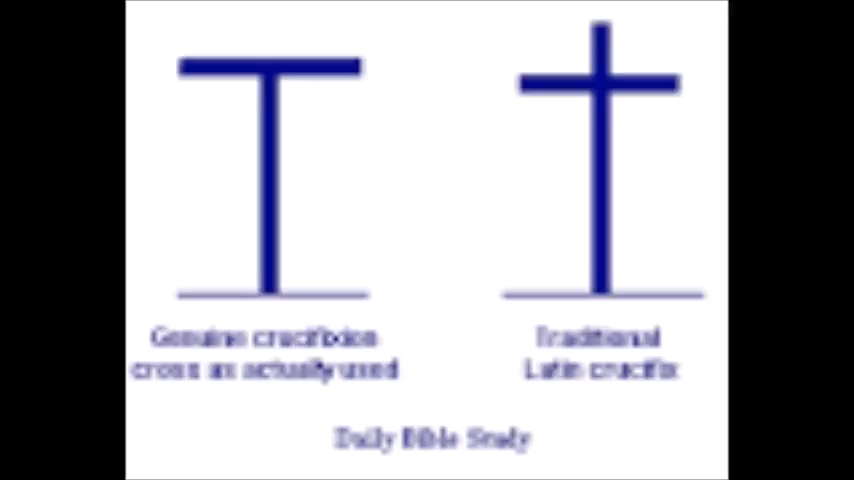 Genuine crucifixion
cross as actually used
Traditional
Latin crucifix
Daily Bible Study